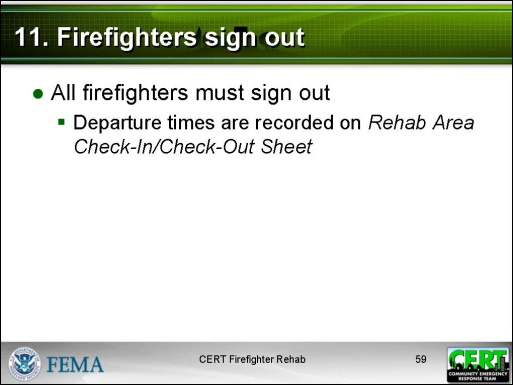 11. Firefighters sign out
All firefighters must sign out
Departure times are recorded on Rehab Area
Check-In/Check-Out Sheet
FEMA
CERT Firefighter Rehab
59
CERT
COMMUNITY EMERGENCY
RESPONSE TEAM